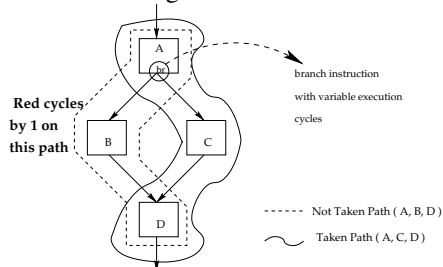 A
br
branch instruction
with variable execution
cycles
Red cycles
by 1 on
this path
B
C
D
Not Taken Path ( A, B, D )
Taken Path ( A, C, D )